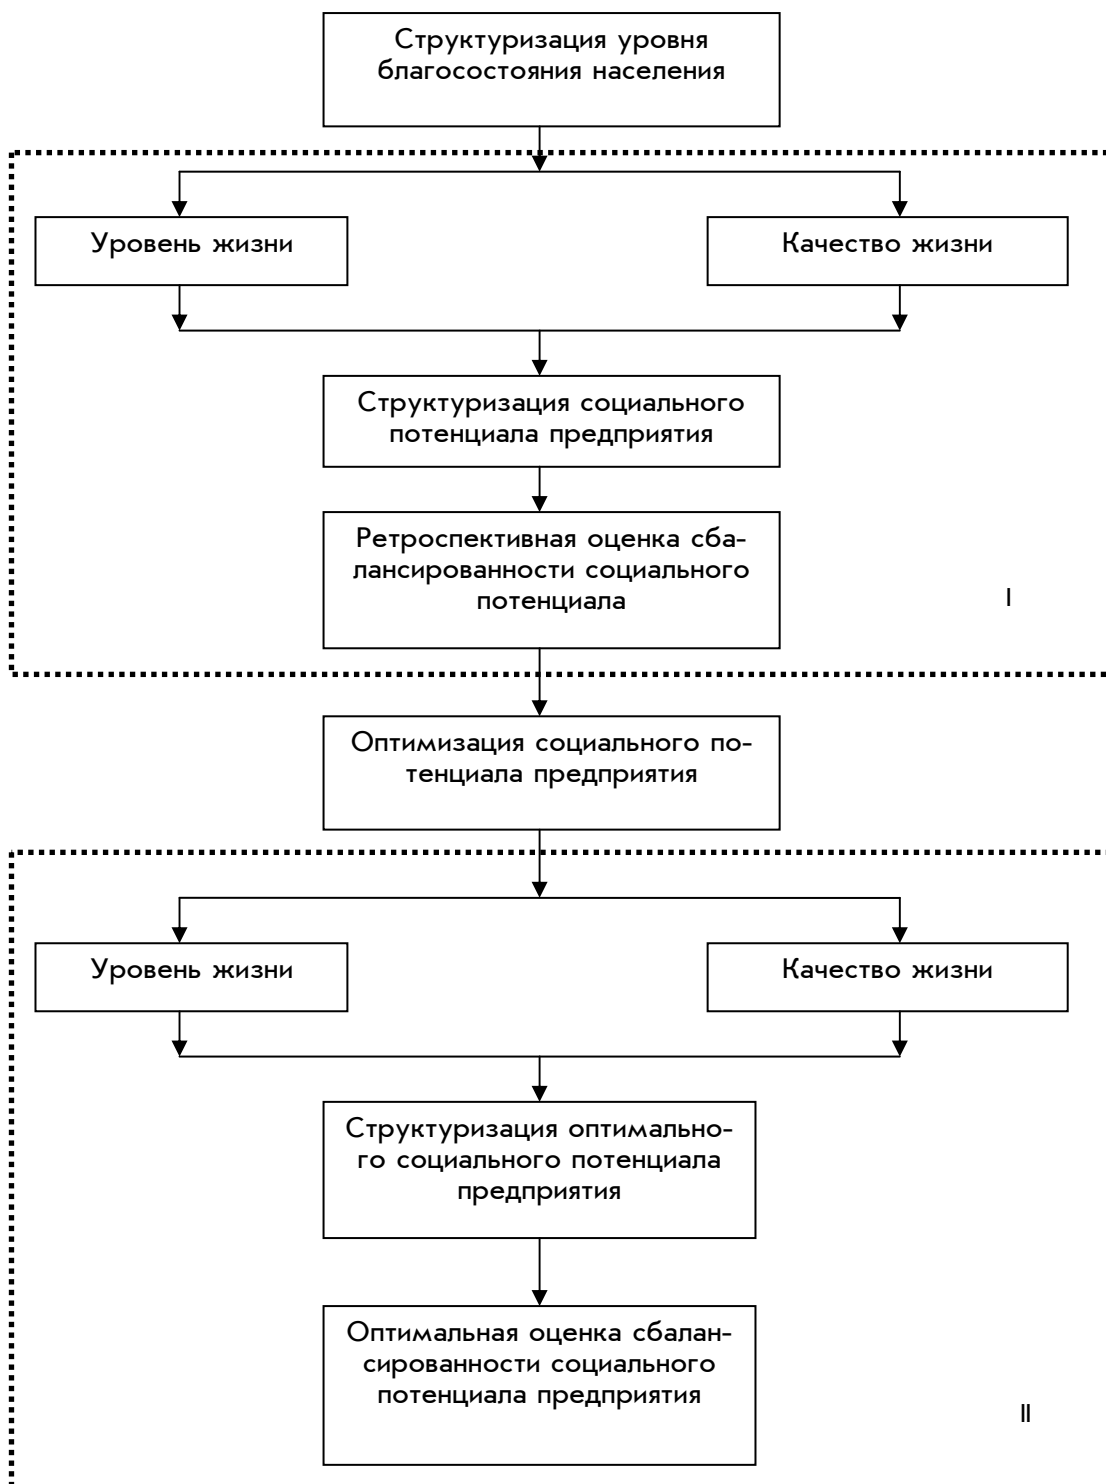 Структуризация уровня
благосостояния населения
Уровень жизни
Качество жизни
Структуризация социального
потенциала предприятия
Ретроспективная оценка сба-
лансированности социального
потенциала
I
Оптимизация социального по-
тенциала предприятия
Уровень жизни
Качество жизни
Структуризация оптимально-
го социального потенциала
предприятия
Оптимальная оценка сбалан-
сированности социального
потенциала предприятия
II